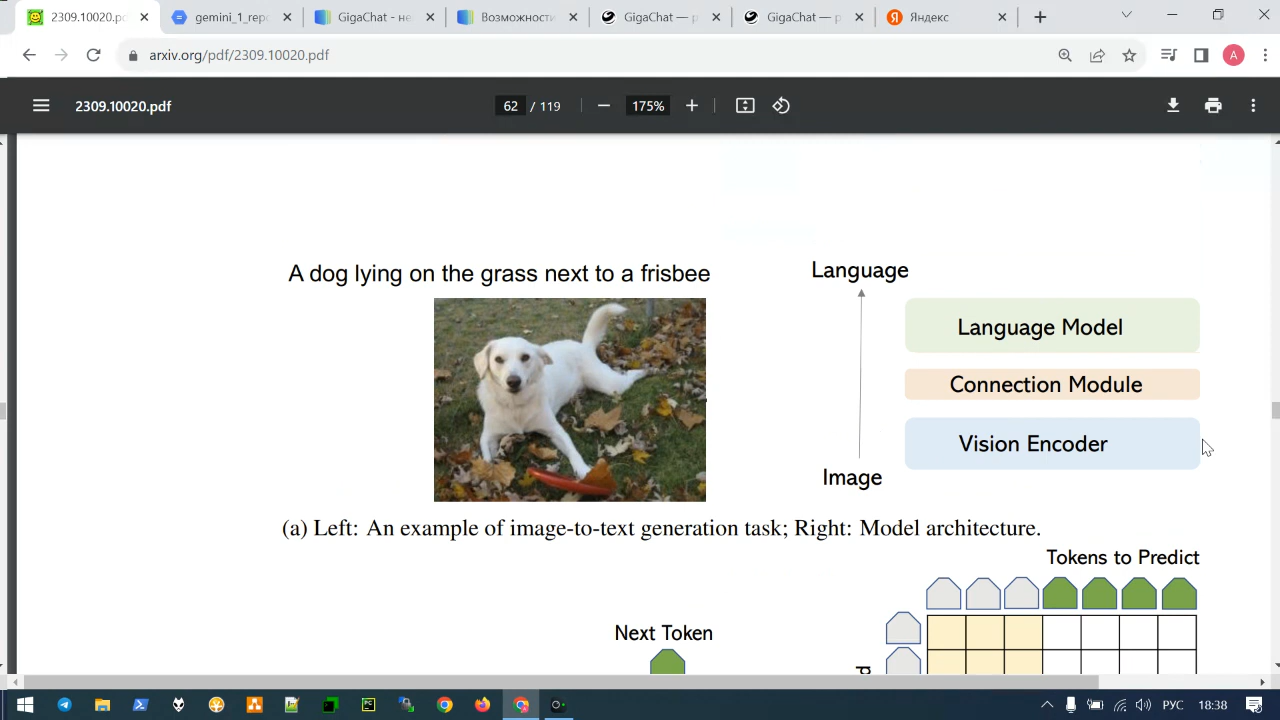 2309.10020.pdf
gemini_1_rep
GigaChat - не
Возможности
GigaChat — р
GigaChat — р
Яндекс
arxiv.org/pdf/2309.10020.pdf
A
2309.10020.pdf
62 / 119
175%
A dog lying on the grass next to a frisbee
Language
Language Model
Connection Module
Vision Encoder
Image
(a) Left: An example of image-to-text generation task; Right: Model architecture.
Tokens to Predict
Next Token
d
РУС
18:38